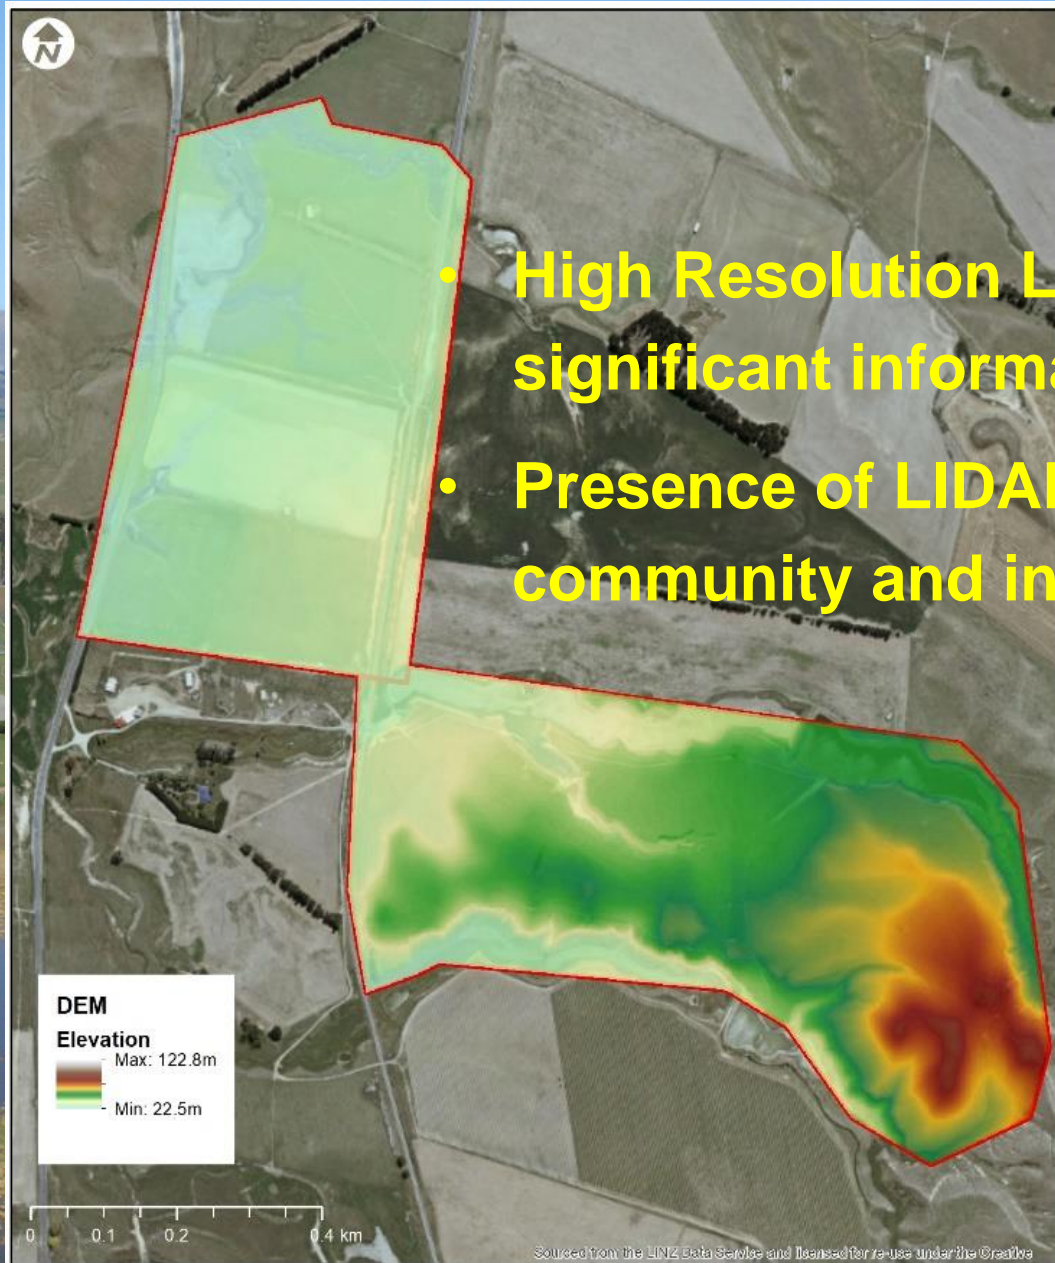 N
• High Resolution L
significant informa
• Presence of LIDA
community and in
DEM
Elevation
Max: 122.8m
Min: 22.5m
0 0.1 0.2 0.4 km
Sourced from the LINZ Data Service and licensed for re-use under the Creative